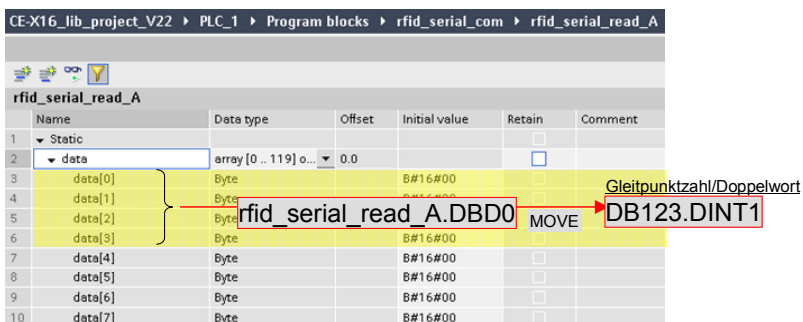 CE-X16_lib_project_V22 ▸ PLC_1 ▸ Program blocks ▸ rfid_serial_com ▸ rfid_serial_read_A
rfid_serial_read_A
Name Data type Offset Initial value Retain Comment
1 Static
2 data array [0 .. 119] o... 0.0
3 data[0] Byte B#16#00
Gleitpunktzahl/Doppelwort
4 data[1] Byte
rfid_serial_read_A.DBD0 MOVE DB123.DINT1
5 data[2] Byte
6 data[3] Byte B#16#00
7 data[4] Byte B#16#00
8 data[5] Byte B#16#00
9 data[6] Byte B#16#00
10 data[7] Byte B#16#00